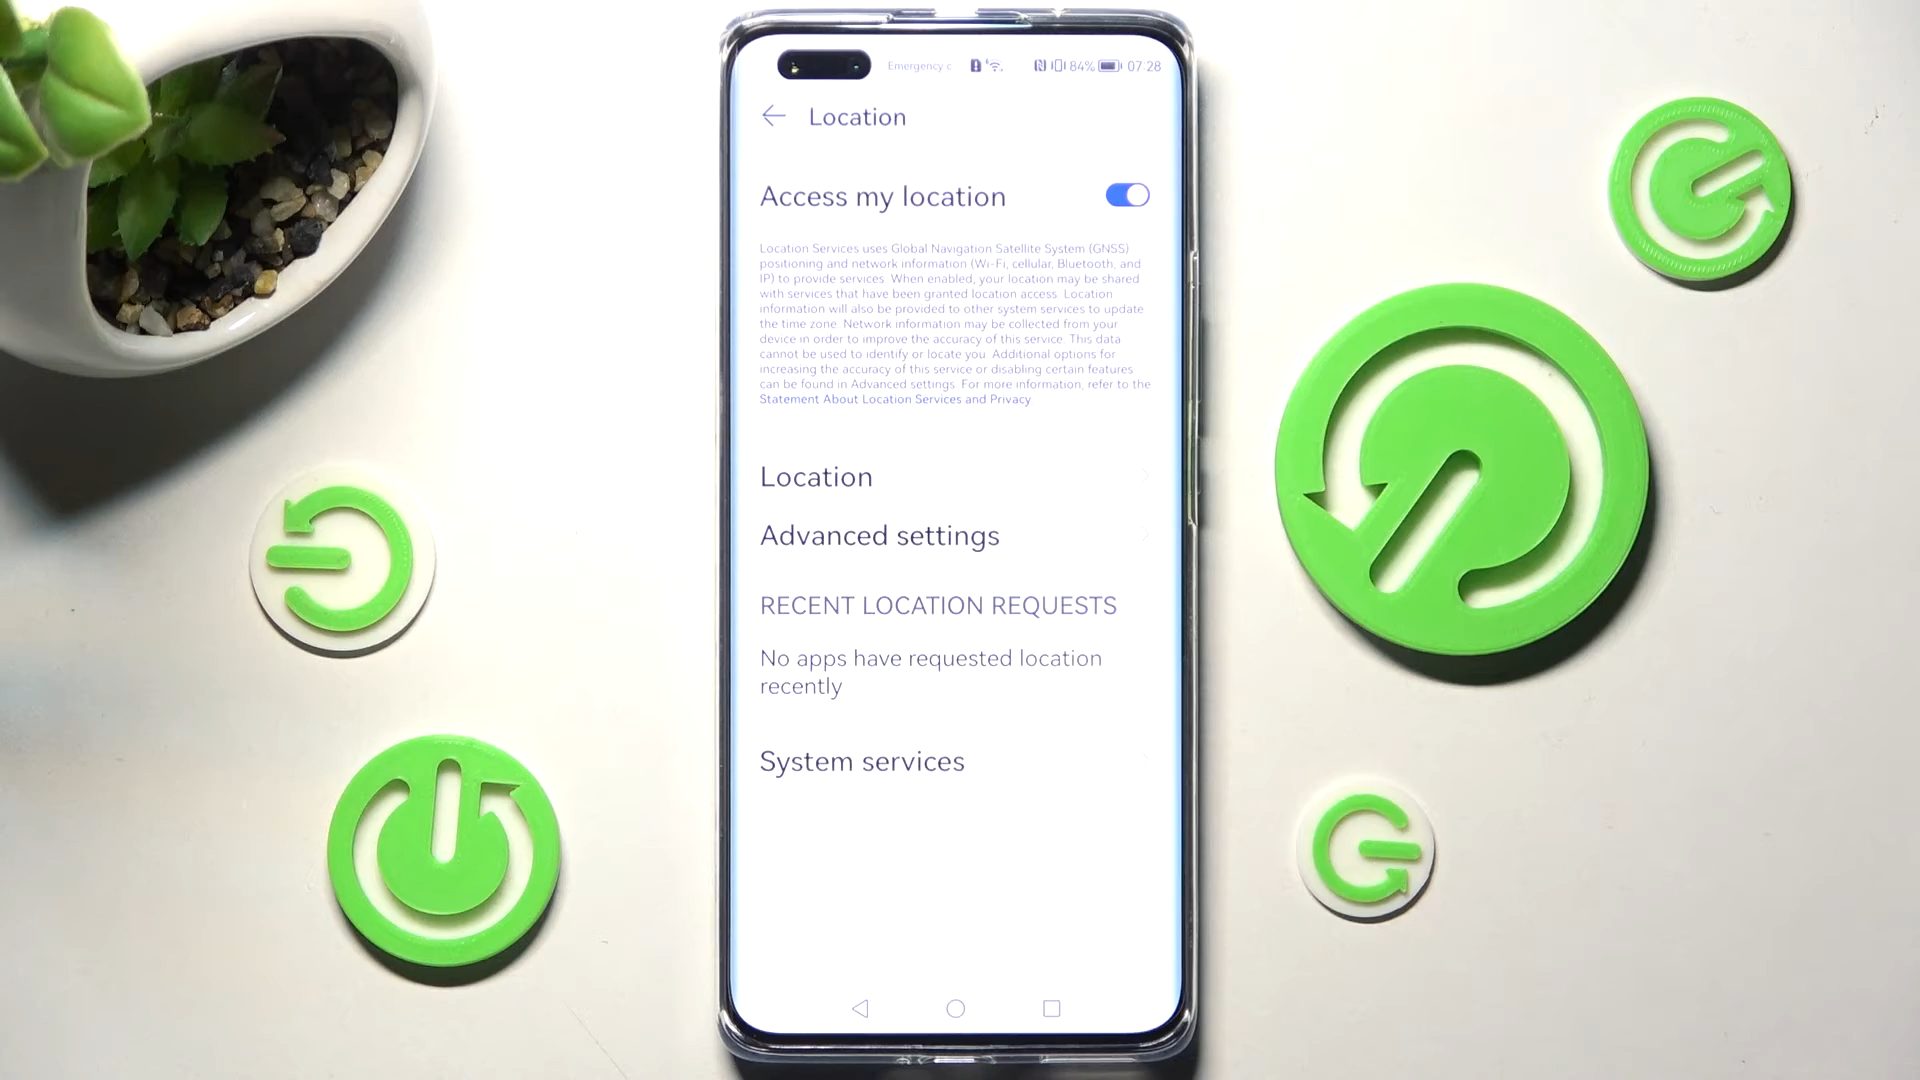 Emergency c 84% 07:28
Location
Access my location
Location Services uses Global Navigation Satellite System (GNSS)
positioning and network information (Wi-Fi, cellular, Bluetooth, and
IP) to provide services. When enabled, your location may be shared
with services that have been granted location access. Location
information will also be provided to other system services to update
the time zone. Network information may be collected from your
device in order to improve the accuracy of this service. This data
cannot be used to identify or locate you. Additional options for
increasing the accuracy of this service or disabling certain features
can be found in Advanced settings. For more information, refer to the
Statement About Location Services and Privacy
Location
Advanced settings
RECENT LOCATION REQUESTS
No apps have requested location
recently
System services